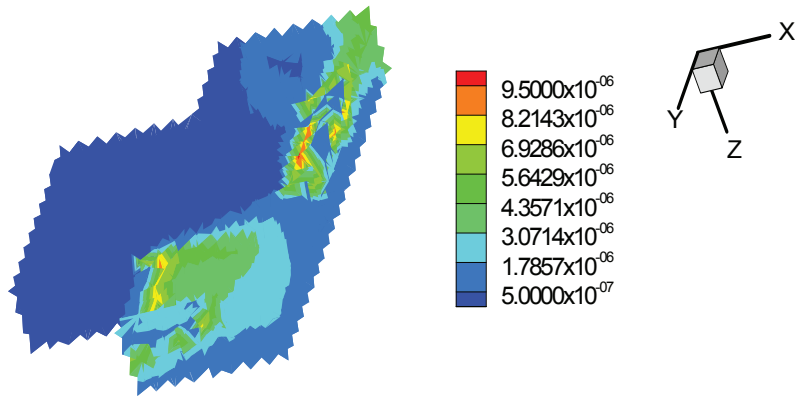 9.5000x10⁻⁰⁶
8.2143x10⁻⁰⁶
6.9286x10⁻⁰⁶
5.6429x10⁻⁰⁶
4.3571x10⁻⁰⁶
3.0714x10⁻⁰⁶
1.7857x10⁻⁰⁶
5.0000x10⁻⁰⁷
X
Y
Z